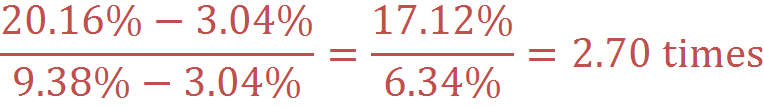 20.16% − 3.04%
9.38% − 3.04%
=
17.12%
6.34%
= 2.70 times